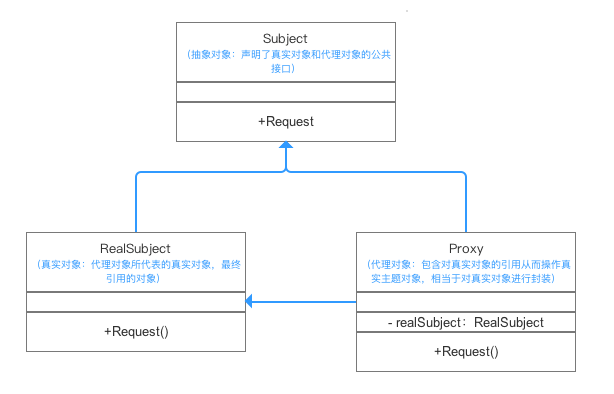 Subject
（抽象对象：声明了真实对象和代理对象的公共
接口）
+Request
RealSubject
（真实对象：代理对象所代表的真实对象，最终
引用的对象）
+Request()
Proxy
（代理对象：包含对真实对象的引用从而操作真
实主题对象，相当于对真实对象进行封装）
- realSubject：RealSubject
+Request()